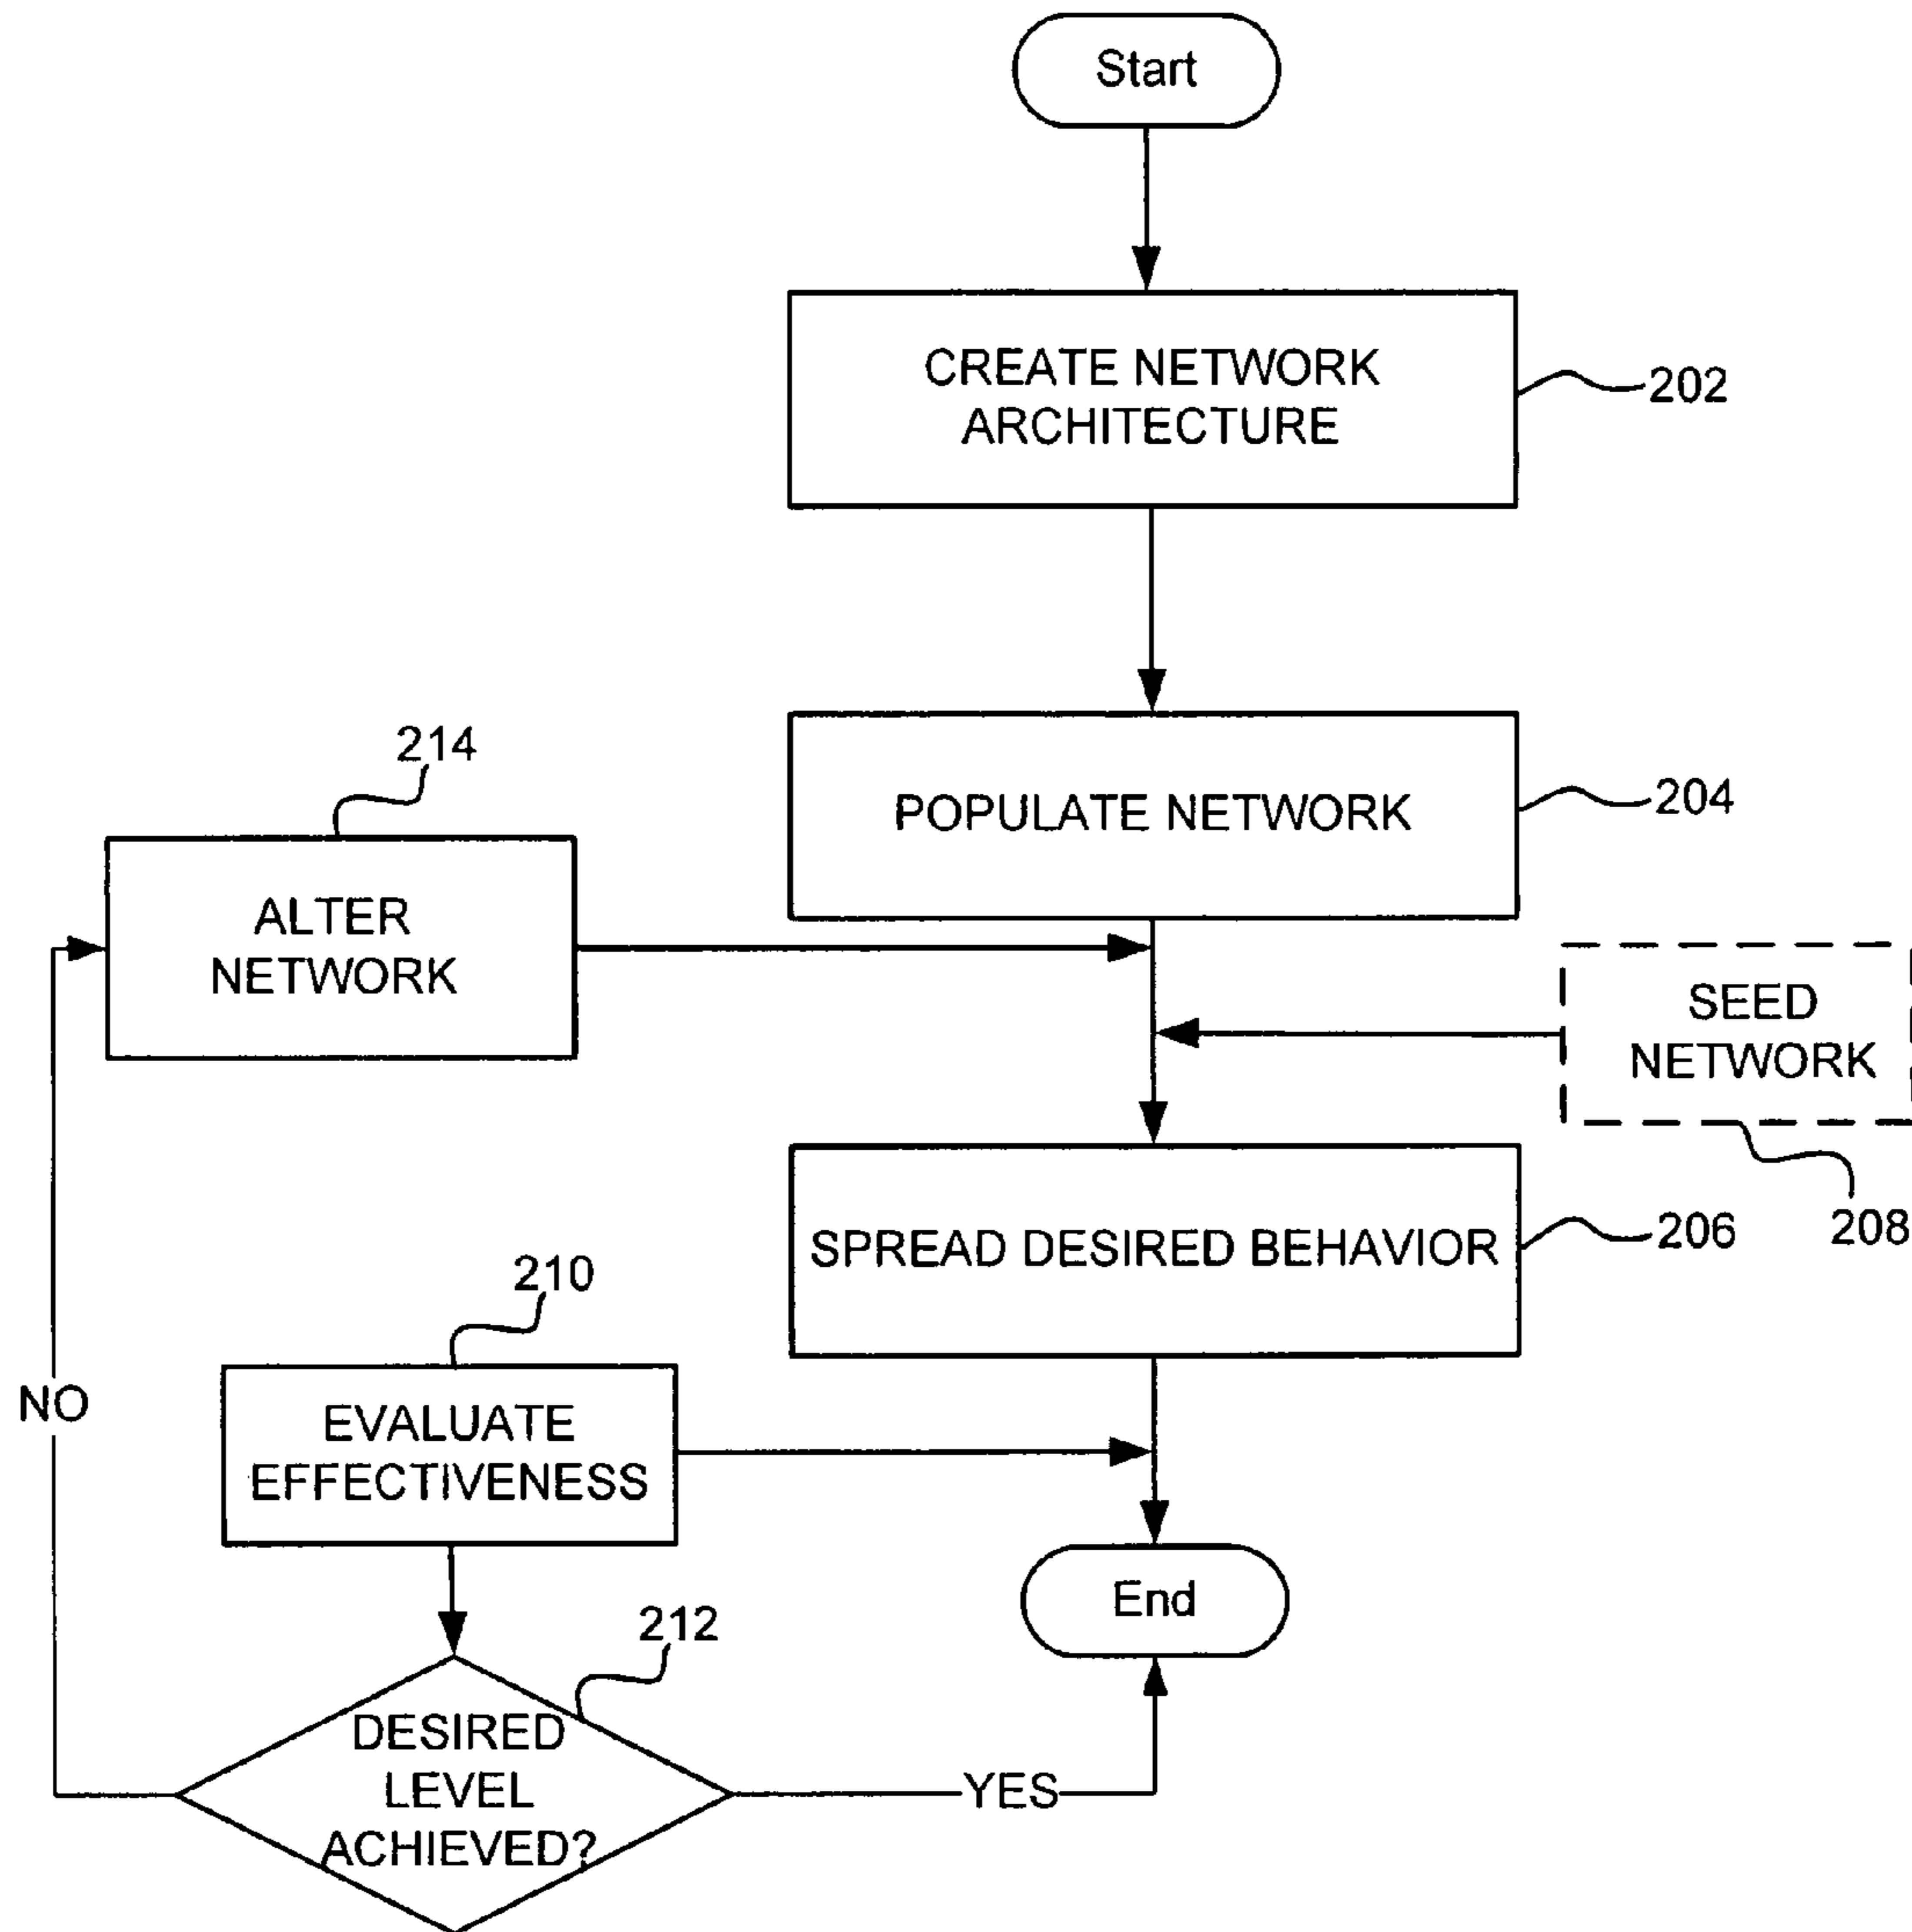 Start
CREATE NETWORK
ARCHITECTURE
202
214
POPULATE NETWORK
204
ALTER
NETWORK
SEED
NETWORK
208
SPREAD DESIRED BEHAVIOR
206
210
EVALUATE
EFFECTIVENESS
NO
End
212
DESIRED
LEVEL
ACHIEVED?
YES